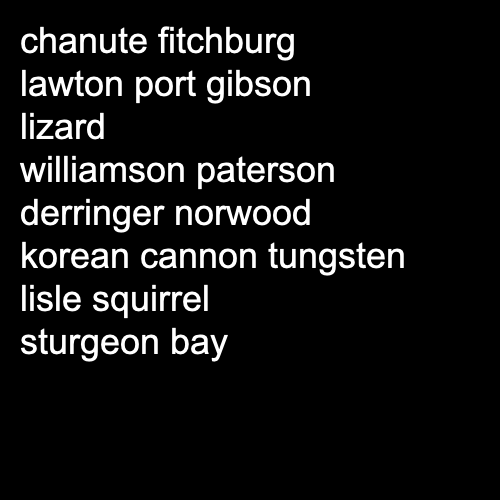 chanute fitchburg
lawton port gibson
lizard
williamson paterson
derringer norwood
korean cannon tungsten
lisle squirrel
sturgeon bay